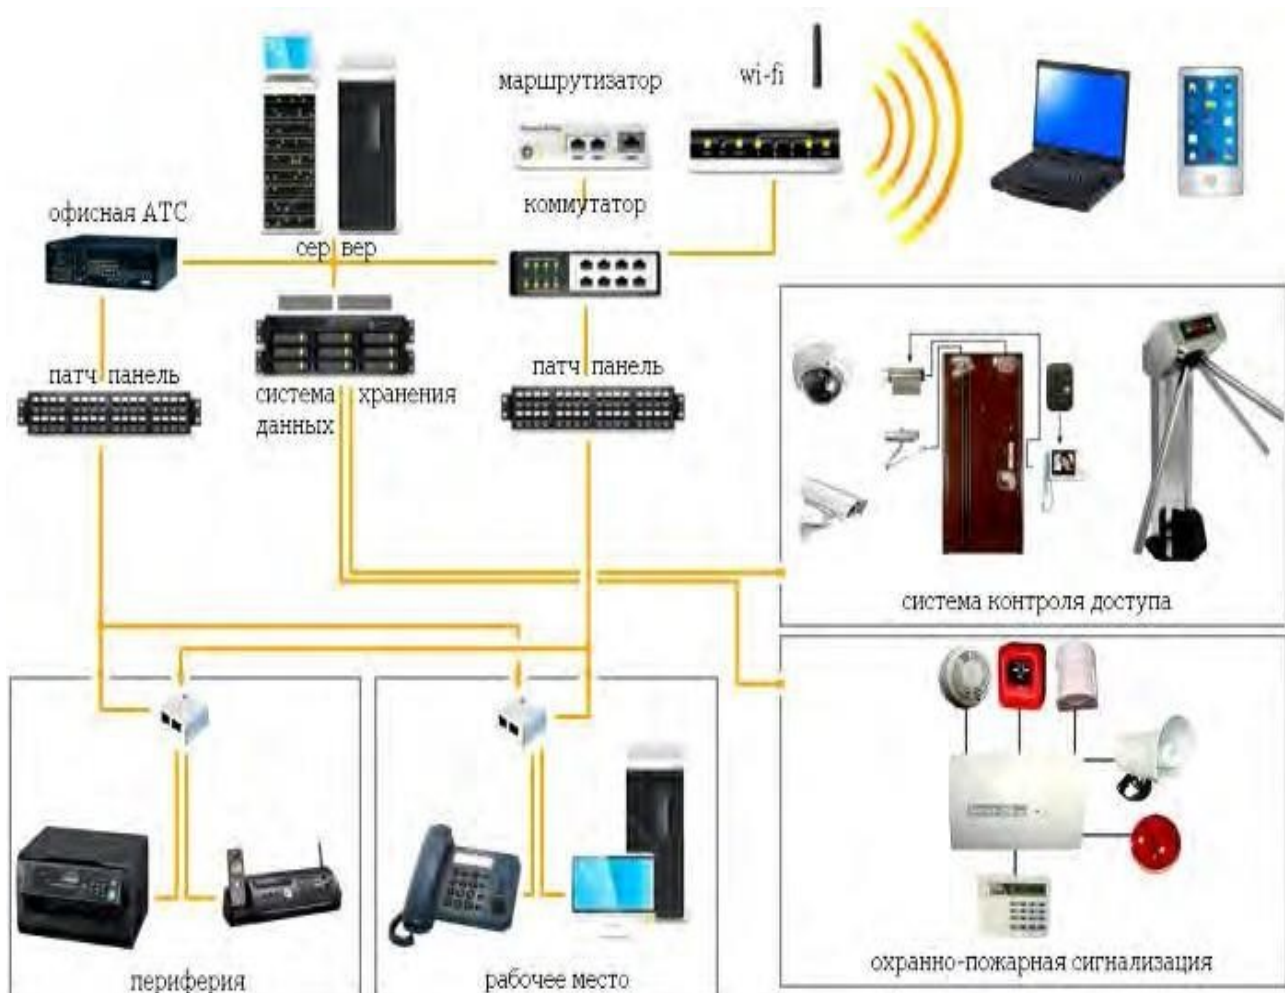 маршрутизатор
wi-fi
коммутатор
офисная АТС
сер вер
патч панель
система хранения
данных
патч панель
система контроля доступа
периферия
рабочее место
охранно-пожарная сигнализация